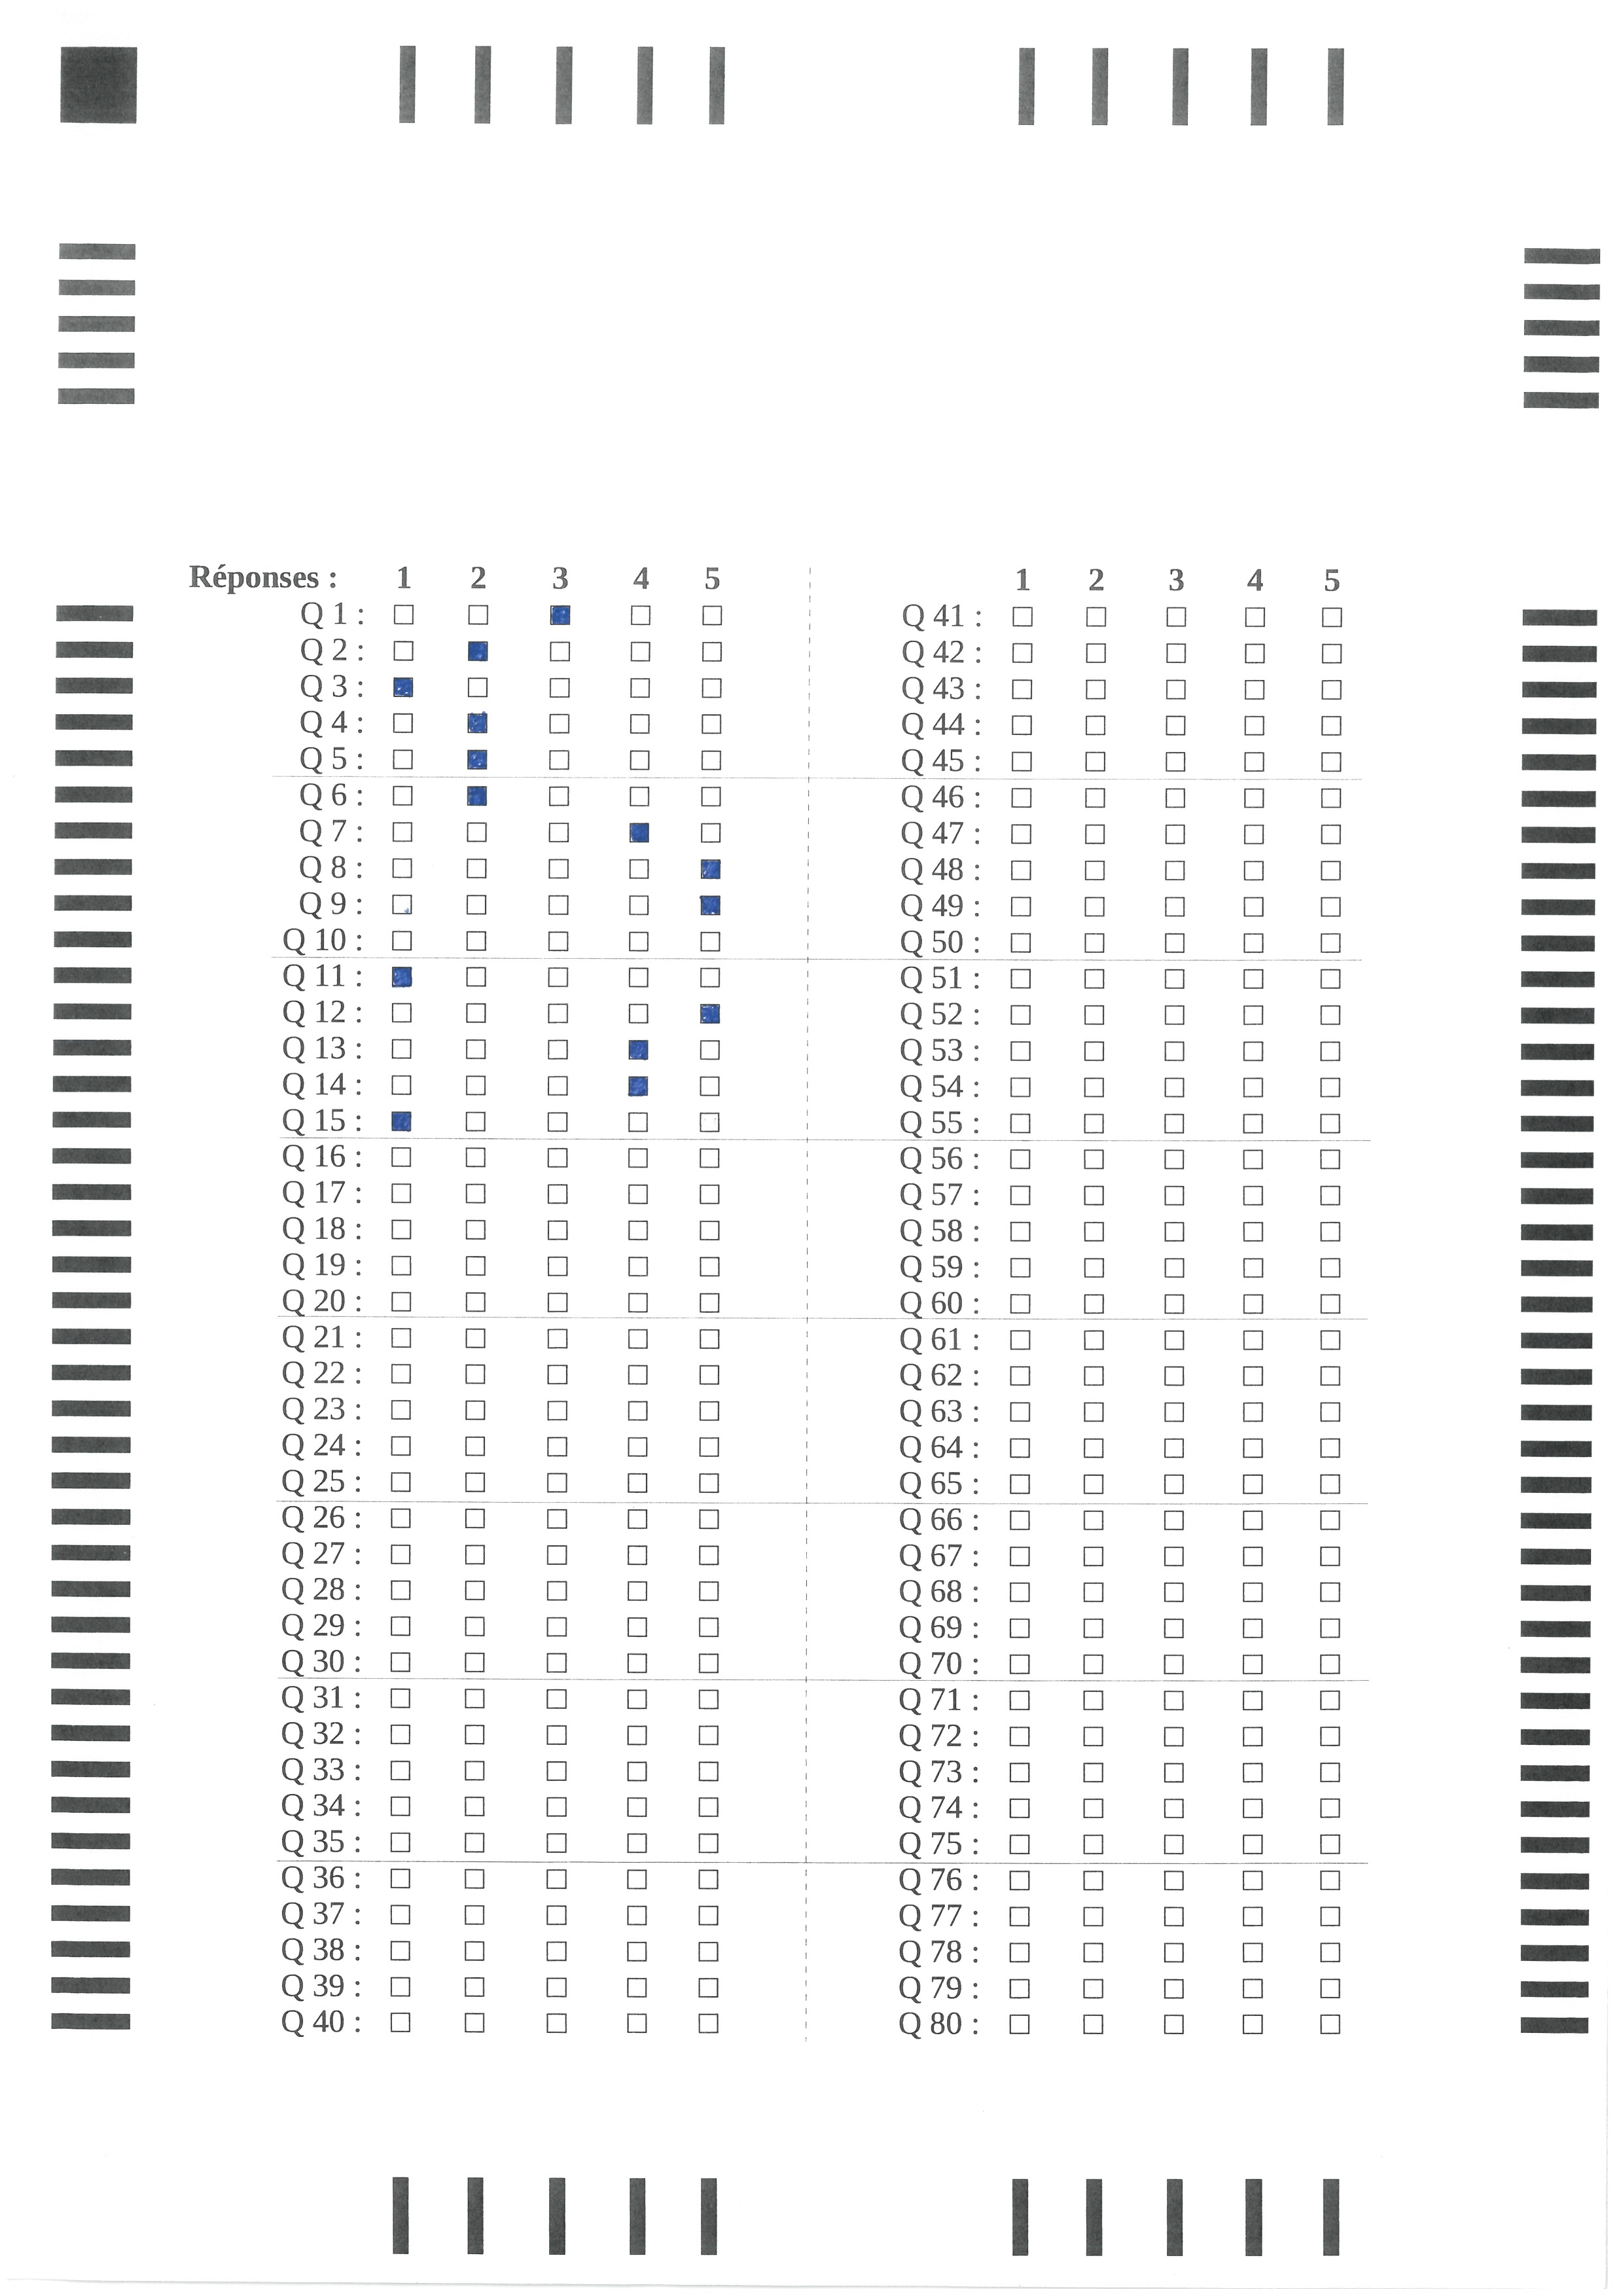 Réponses : 1 2 3 4 5
Q 1 :
Q 2 :
Q 3 :
Q 4 :
Q 5 :
Q 6 :
Q 7 :
Q 8 :
Q 9 :
Q 10 :
Q 11 :
Q 12 :
Q 13 :
Q 14 :
Q 15 :
Q 16 :
Q 17 :
Q 18 :
Q 19 :
Q 20 :
Q 21 :
Q 22 :
Q 23 :
Q 24 :
Q 25 :
Q 26 :
Q 27 :
Q 28 :
Q 29 :
Q 30 :
Q 31 :
Q 32 :
Q 33 :
Q 34 :
Q 35 :
Q 36 :
Q 37 :
Q 38 :
Q 39 :
Q 40 :
1 2 3 4 5
Q 41 :
Q 42 :
Q 43 :
Q 44 :
Q 45 :
Q 46 :
Q 47 :
Q 48 :
Q 49 :
Q 50 :
Q 51 :
Q 52 :
Q 53 :
Q 54 :
Q 55 :
Q 56 :
Q 57 :
Q 58 :
Q 59 :
Q 60 :
Q 61 :
Q 62 :
Q 63 :
Q 64 :
Q 65 :
Q 66 :
Q 67 :
Q 68 :
Q 69 :
Q 70 :
Q 71 :
Q 72 :
Q 73 :
Q 74 :
Q 75 :
Q 76 :
Q 77 :
Q 78 :
Q 79 :
Q 80 :